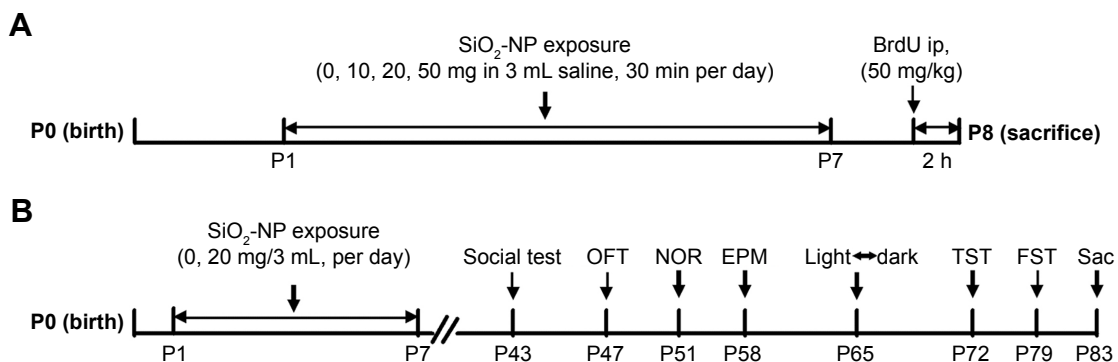 A
SiO₂-NP exposure
(0, 10, 20, 50 mg in 3 mL saline, 30 min per day)
BrdU ip,
(50 mg/kg)
P0 (birth)
P8 (sacrifice)
P1
P7
2 h
B
SiO₂-NP exposure
(0, 20 mg/3 mL, per day)
Social test OFT NOR EPM Light↔dark TST FST Sac
P0 (birth)
P1 P7 P43 P47 P51 P58 P65 P72 P79 P83